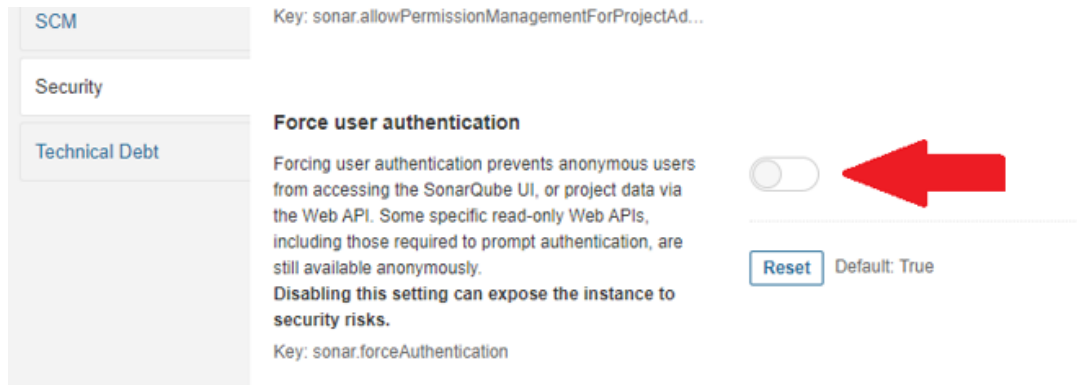 SCM
Key: sonar.allowPermissionManagementForProjectAd...
Security
Force user authentication
Technical Debt
Forcing user authentication prevents anonymous users
from accessing the SonarQube UI, or project data via
the Web API. Some specific read-only Web APIs,
including those required to prompt authentication, are
still available anonymously.
Disabling this setting can expose the instance to
security risks.
Key: sonar.forceAuthentication
Reset Default: True